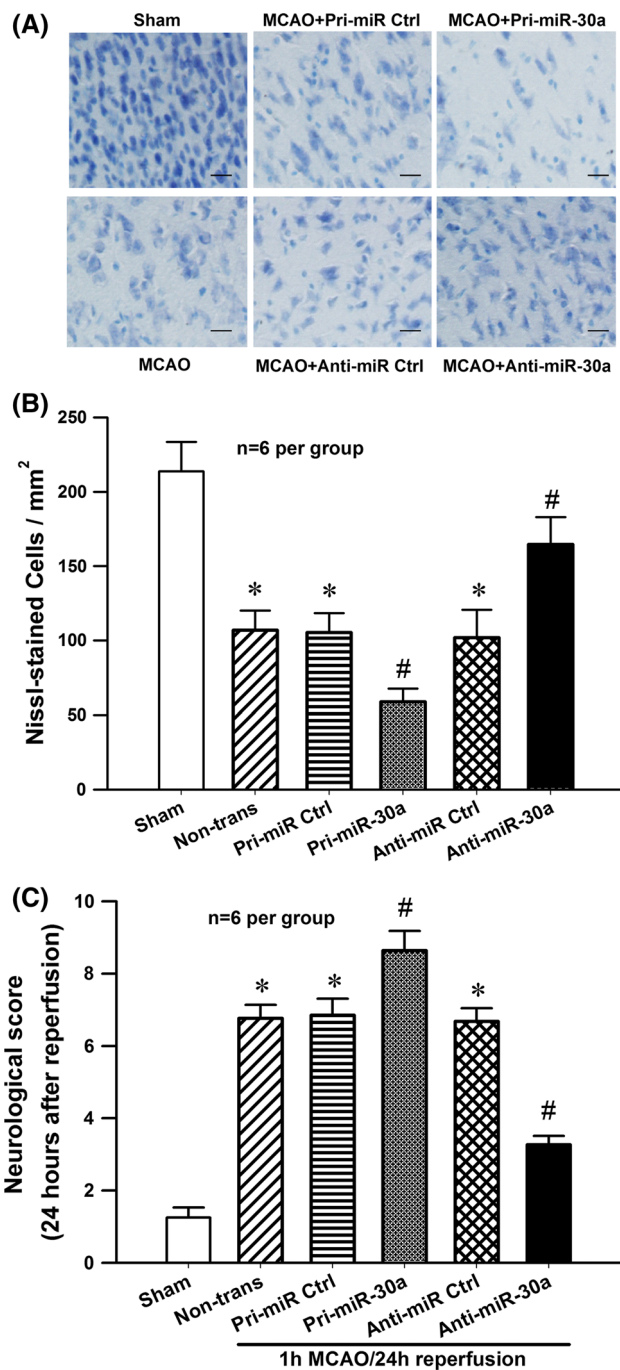 (A)
Sham
MCAO+Pri-miR Ctrl
MCAO+Pri-miR-30a
MCAO
MCAO+Anti-miR Ctrl
MCAO+Anti-miR-30a
(B)
Nissl-stained Cells / mm²
250
200
150
100
50
0
n=6 per group
*
*
#
*
#
Sham
Non-trans
Pri-miR Ctrl
Pri-miR-30a
Anti-miR Ctrl
Anti-miR-30a
(C)
Neurological score
(24 hours after reperfusion)
10
8
6
4
2
0
n=6 per group
*
*
#
*
#
Sham
Non-trans
Pri-miR Ctrl
Pri-miR-30a
Anti-miR Ctrl
Anti-miR-30a
1h MCAO/24h reperfusion